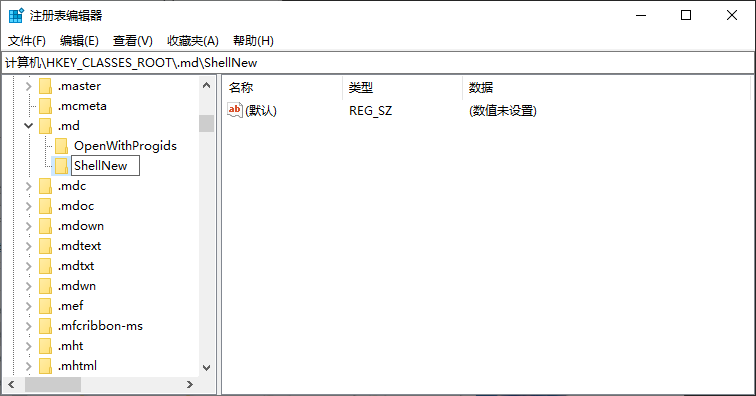 注册表编辑器
文件(F) 编辑(E) 查看(V) 收藏夹(A) 帮助(H)
计算机\HKEY_CLASSES_ROOT\.md\ShellNew
.master
.mcmeta
.md
OpenWithProgids
ShellNew
.mdc
.mdoc
.mdown
.mdtext
.mdtxt
.mdwn
.mef
.mfcribbon-ms
.mht
.mhtml
名称 类型 数据
ab (默认) REG_SZ (数值未设置)